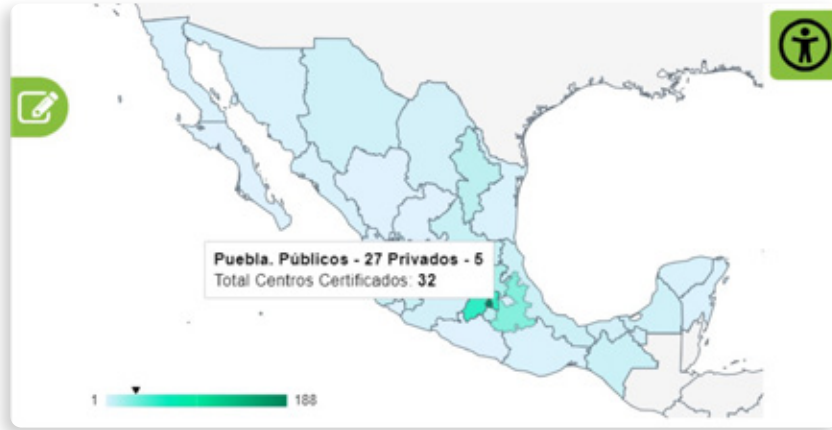 Puebla. Públicos - 27 Privados - 5
Total Centros Certificados: 32
1
188